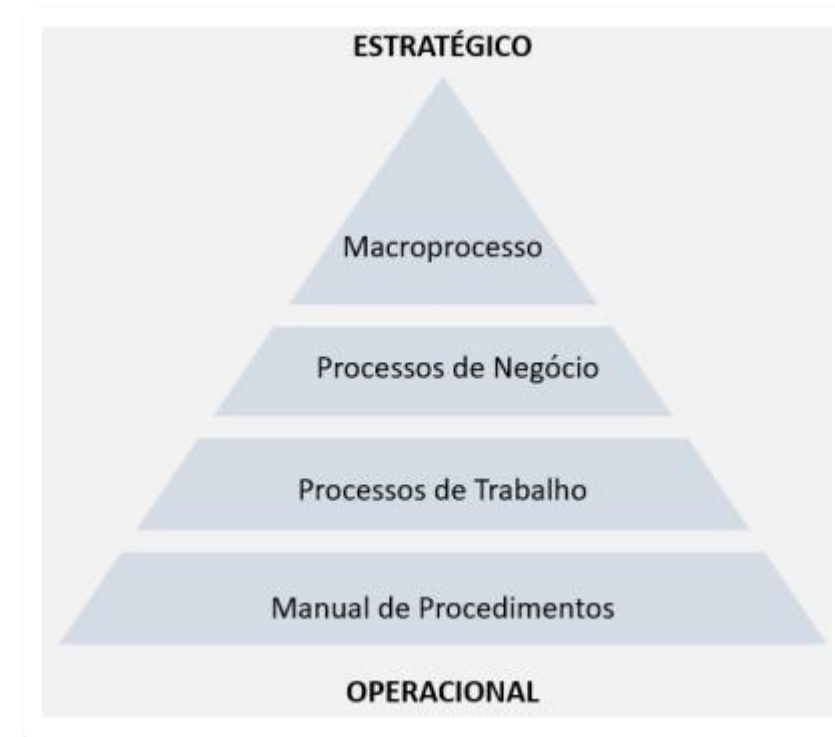 ESTRATÉGICO
Macroprocesso
Processos de Negócio
Processos de Trabalho
Manual de Procedimentos
OPERACIONAL